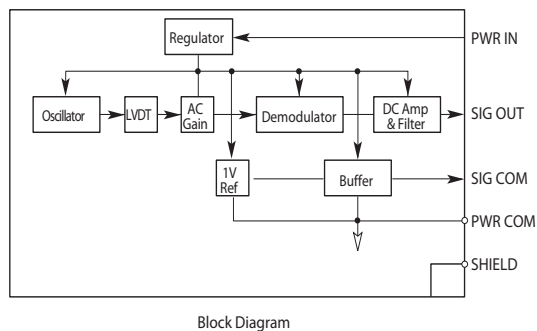 Regulator
PWR IN
Oscillator
LVDT
AC
Gain
Demodulator
DC Amp
& Filter
SIG OUT
1V
Ref
Buffer
SIG COM
PWR COM
SHIELD
Block Diagram